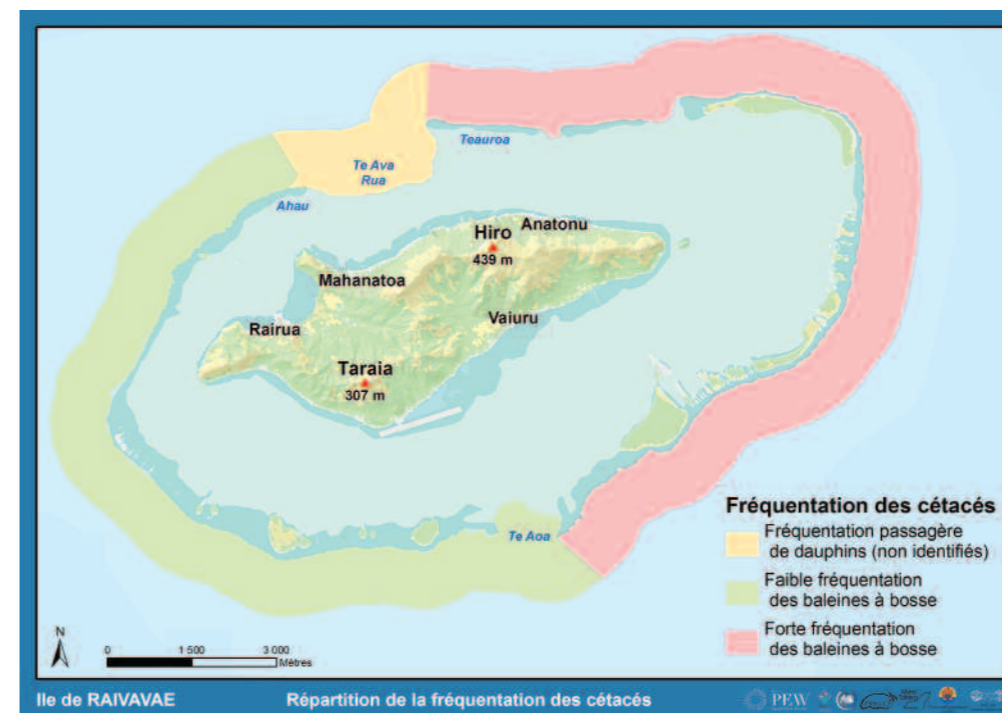 Teauroa
Te Ava
Rua
Ahau
Hiro
Anatonu
439 m
Mahanatoa
Vaiuru
Rairua
Taraia
307 m
Te Aoa
Fréquentation des cétacés
Fréquentation passagère
de dauphins (non identifiés)
Faible fréquentation
des baleines à bosse
Forte fréquentation
des baleines à bosse
N
0 1 500 3 000
Mètres
Ile de RAIVAVAE Répartition de la fréquentation des cétacés PEW